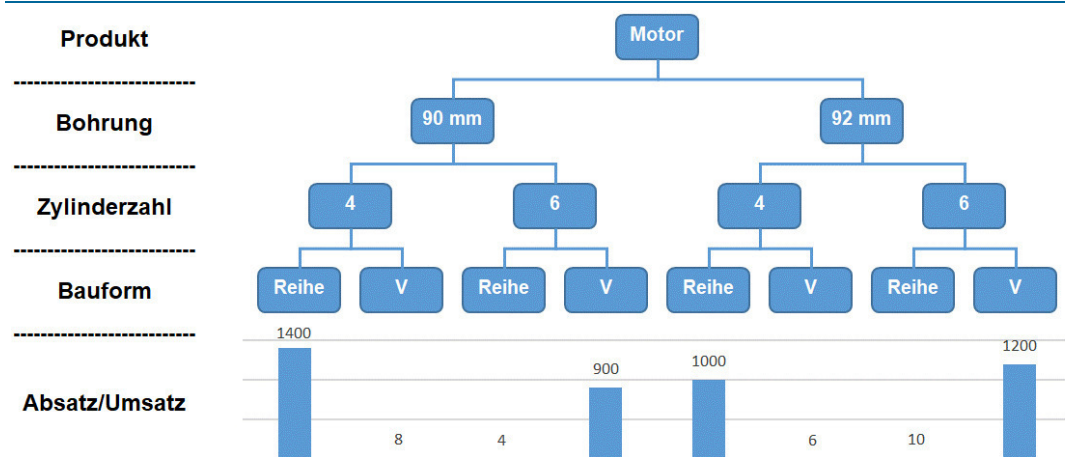 Produkt
Motor
---------------------------
Bohrung
90 mm
92 mm
---------------------------
Zylinderzahl
4
6
4
6
---------------------------
Bauform
Reihe
V
Reihe
V
Reihe
V
Reihe
V
---------------------------
Absatz/Umsatz
1400
8
4
900
1000
6
10
1200